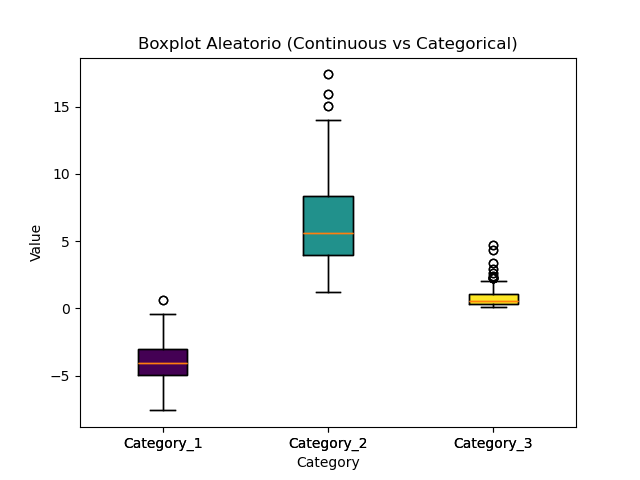 Boxplot Aleatorio (Continuous vs Categorical)
Value
15
10
5
0
−5
Category_1 Category_2 Category_3
Category